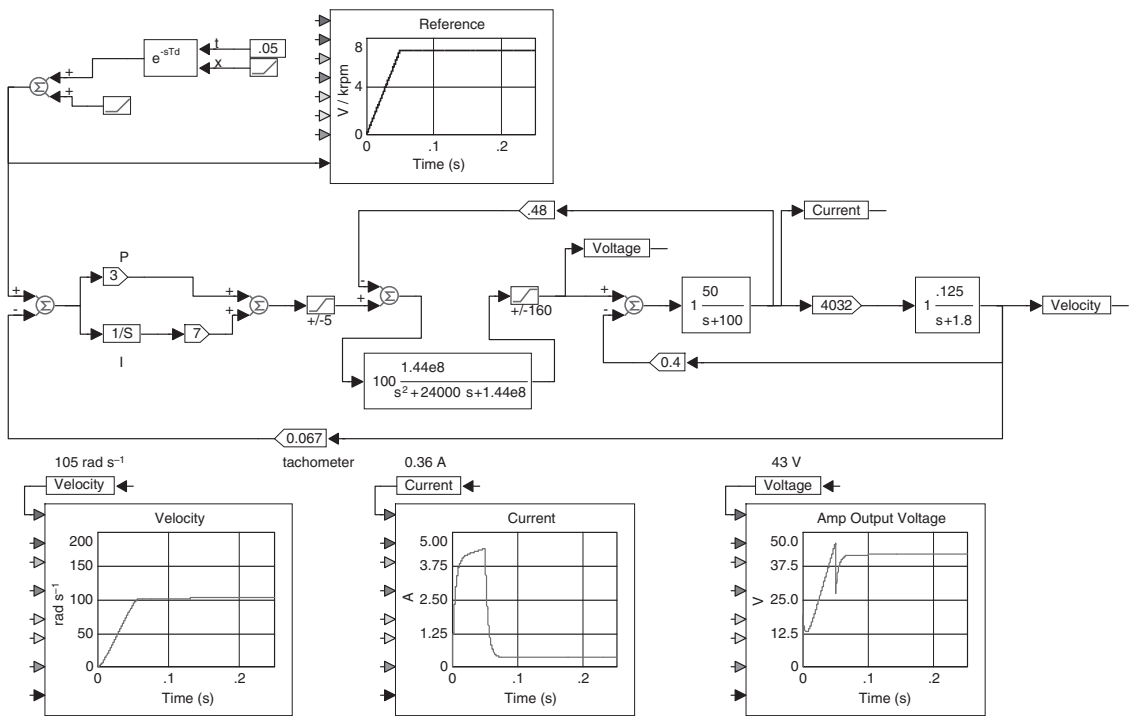 Reference
V / krpm
8
4
0
0 .1 .2
Time (s)
e-sTd
t
x
.05
+
Σ
+
.48
Current
Voltage
+
Σ
-
P
3
1/S
7
I
+
Σ
+
+/-5
-
Σ
+
100 1.44e8
s² + 24000 s+1.44e8
+/-160
+
Σ
-
1 50
s+100
4032
1 .125
s+1.8
Velocity
0.4
0.067
tachometer
105 rad s⁻¹
Velocity
Velocity
rad s⁻¹
200
150
100
50
0
0 .1 .2
Time (s)
0.36 A
Current
Current
A
5.00
3.75
2.50
1.25
0
0 .1 .2
Time (s)
43 V
Voltage
Amp Output Voltage
V
50.0
37.5
25.0
12.5
0
0 .1 .2
Time (s)